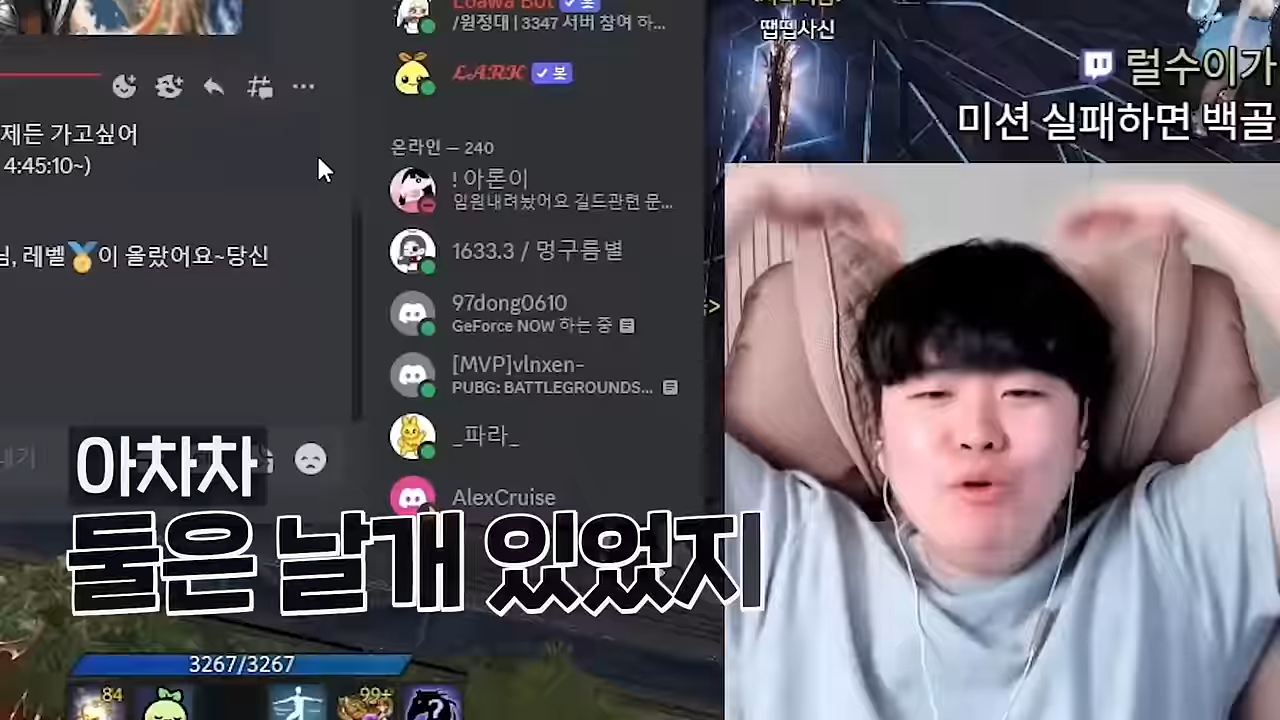 Loawa Bot ✓ 봇
/원정대 | 3347 서버 참여 하...
LARK ✓ 봇
땝떱사신
럴수이가
미션 실패하면 백골
제든 가고싶어
4:45:10~)
온라인 — 240
! 아론이
임원내려놨어요 길드관련 문...
1633.3 / 멍구름별
님, 레벨🥇이 올랐어요~당신
97dong0610
GeForce NOW 하는 중
[MVP]vlnxen-
PUBG: BATTLEGROUNDS...
_파라_
내기
AlexCruise
아차차
둘은 날개 있었지
3267/3267
84
99+
?